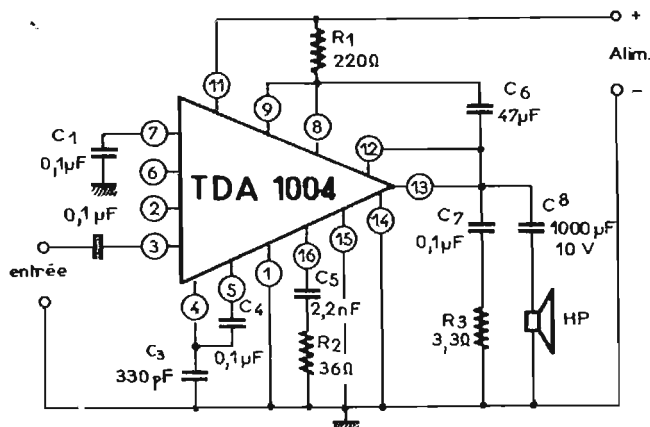 +
R1
220Ω
Alim.
-
11
9
8
C6
47µF
C1
0,1µF
7
6
2
3
0,1µF
TDA 1004
12
13
14
15
16
1
5
4
entrée
C7
0,1µF
C8
1000µF
10 V
C5
2,2nF
C4
0,1µF
C3
330pF
R2
36Ω
R3
3,3Ω
HP